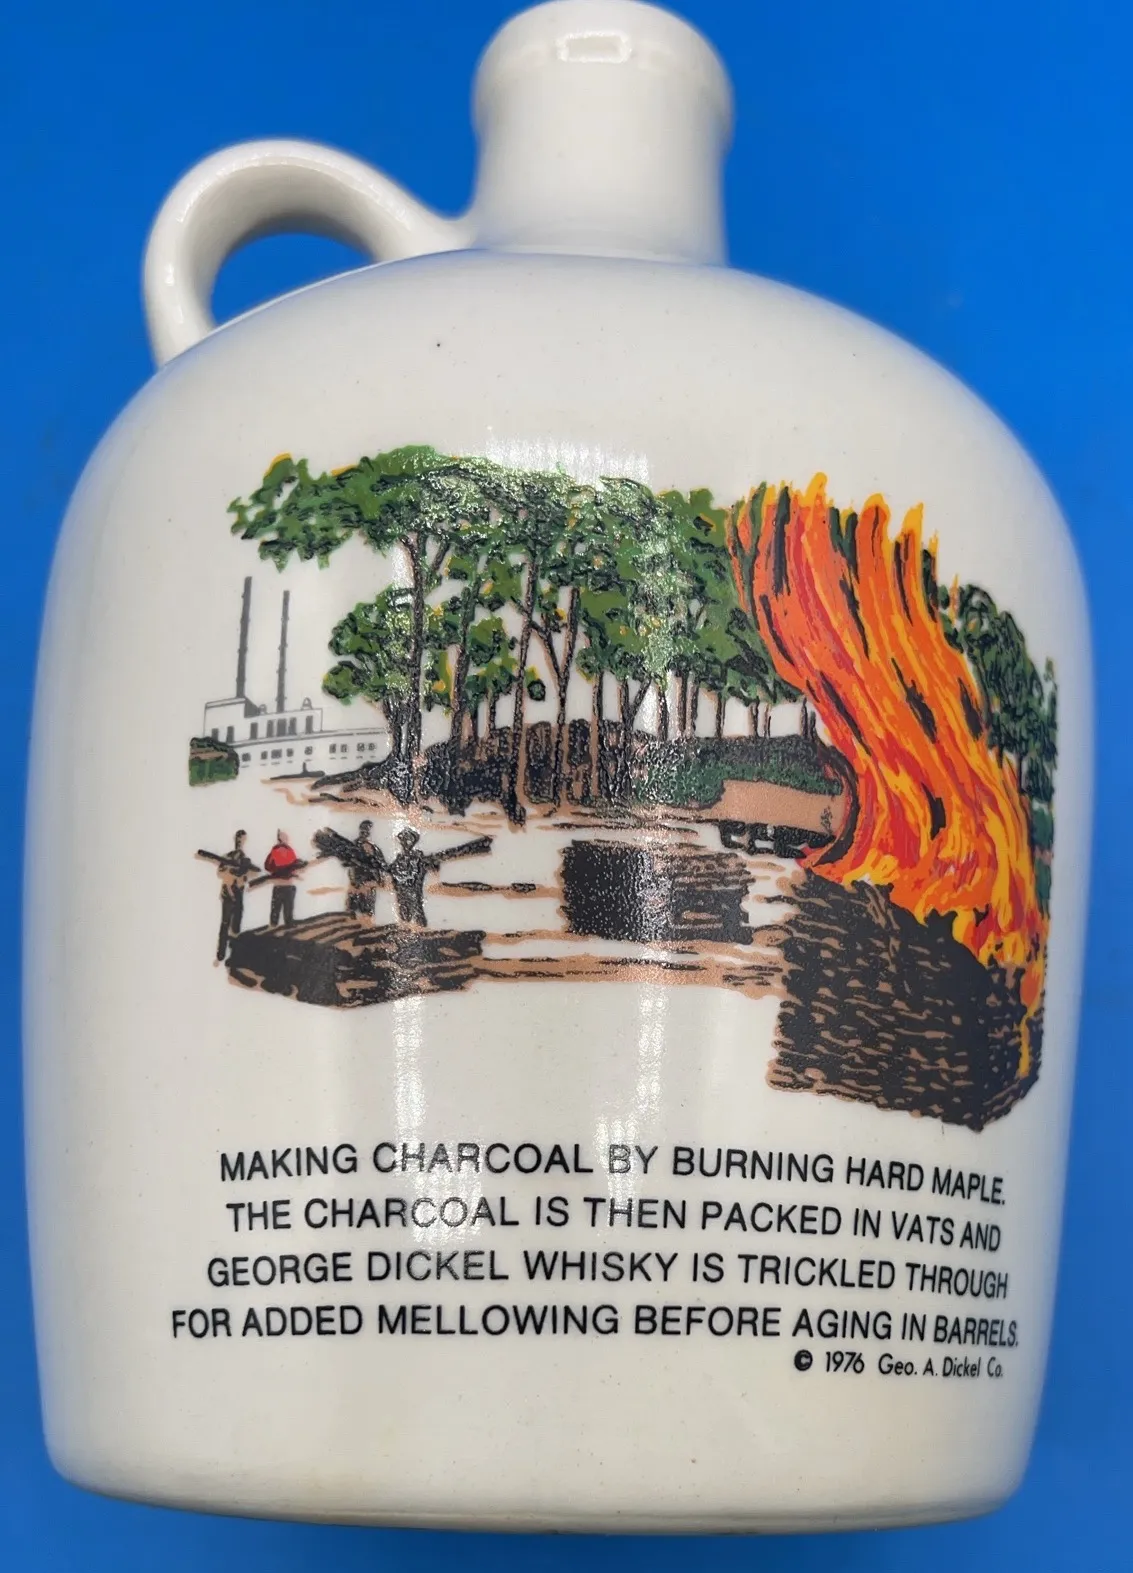 MAKING CHARCOAL BY BURNING HARD MAPLE.
THE CHARCOAL IS THEN PACKED IN VATS AND
GEORGE DICKEL WHISKY IS TRICKLED THROUGH
FOR ADDED MELLOWING BEFORE AGING IN BARRELS.
© 1976 Geo. A. Dickel Co.